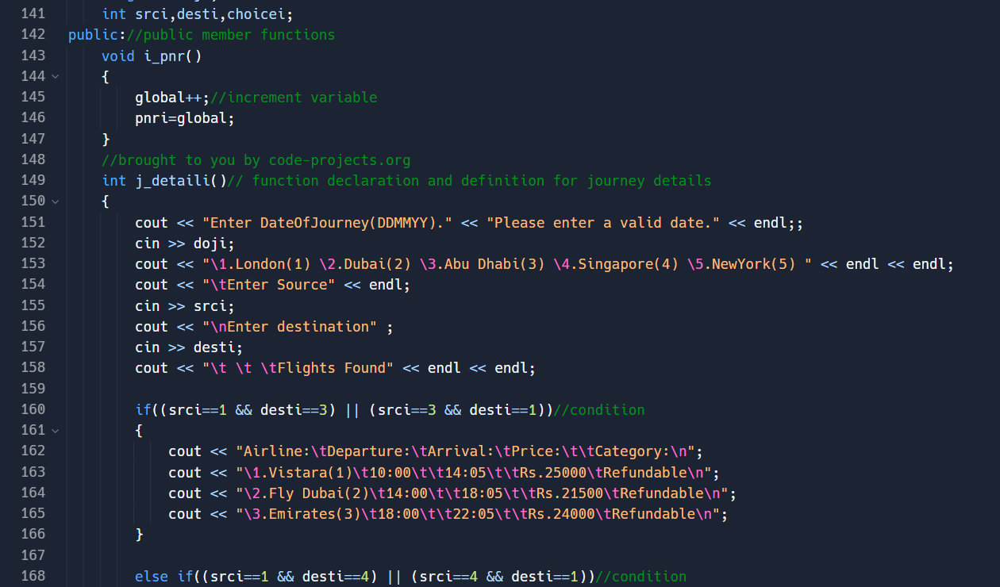 141 int srci,desti,choicei;
142 public://public member functions
143 void i_pnr()
144 {
145 global++;//increment variable
146 pnri=global;
147 }
148 //brought to you by code-projects.org
149 int j_detaili()// function declaration and definition for journey details
150 {
151 cout << "Enter DateOfJourney(DDMMYY)." << "Please enter a valid date." << endl;;
152 cin >> doji;
153 cout << "\1.London(1) \2.Dubai(2) \3.Abu Dhabi(3) \4.Singapore(4) \5.NewYork(5) " << endl << endl;
154 cout << "\tEnter Source" << endl;
155 cin >> srci;
156 cout << "\nEnter destination" ;
157 cin >> desti;
158 cout << "\t \t \tFlights Found" << endl << endl;
159
160 if((srci==1 && desti==3) || (srci==3 && desti==1))//condition
161 {
162 cout << "Airline:\tDeparture:\tArrival:\tPrice:\t\tCategory:\n";
163 cout << "\1.Vistara(1)\t10:00\t\t14:05\t\tRs.25000\tRefundable\n";
164 cout << "\2.Fly Dubai(2)\t14:00\t\t18:05\t\tRs.21500\tRefundable\n";
165 cout << "\3.Emirates(3)\t18:00\t\t22:05\t\tRs.24000\tRefundable\n";
166 }
167
168 else if((srci==1 && desti==4) || (srci==4 && desti==1))//condition